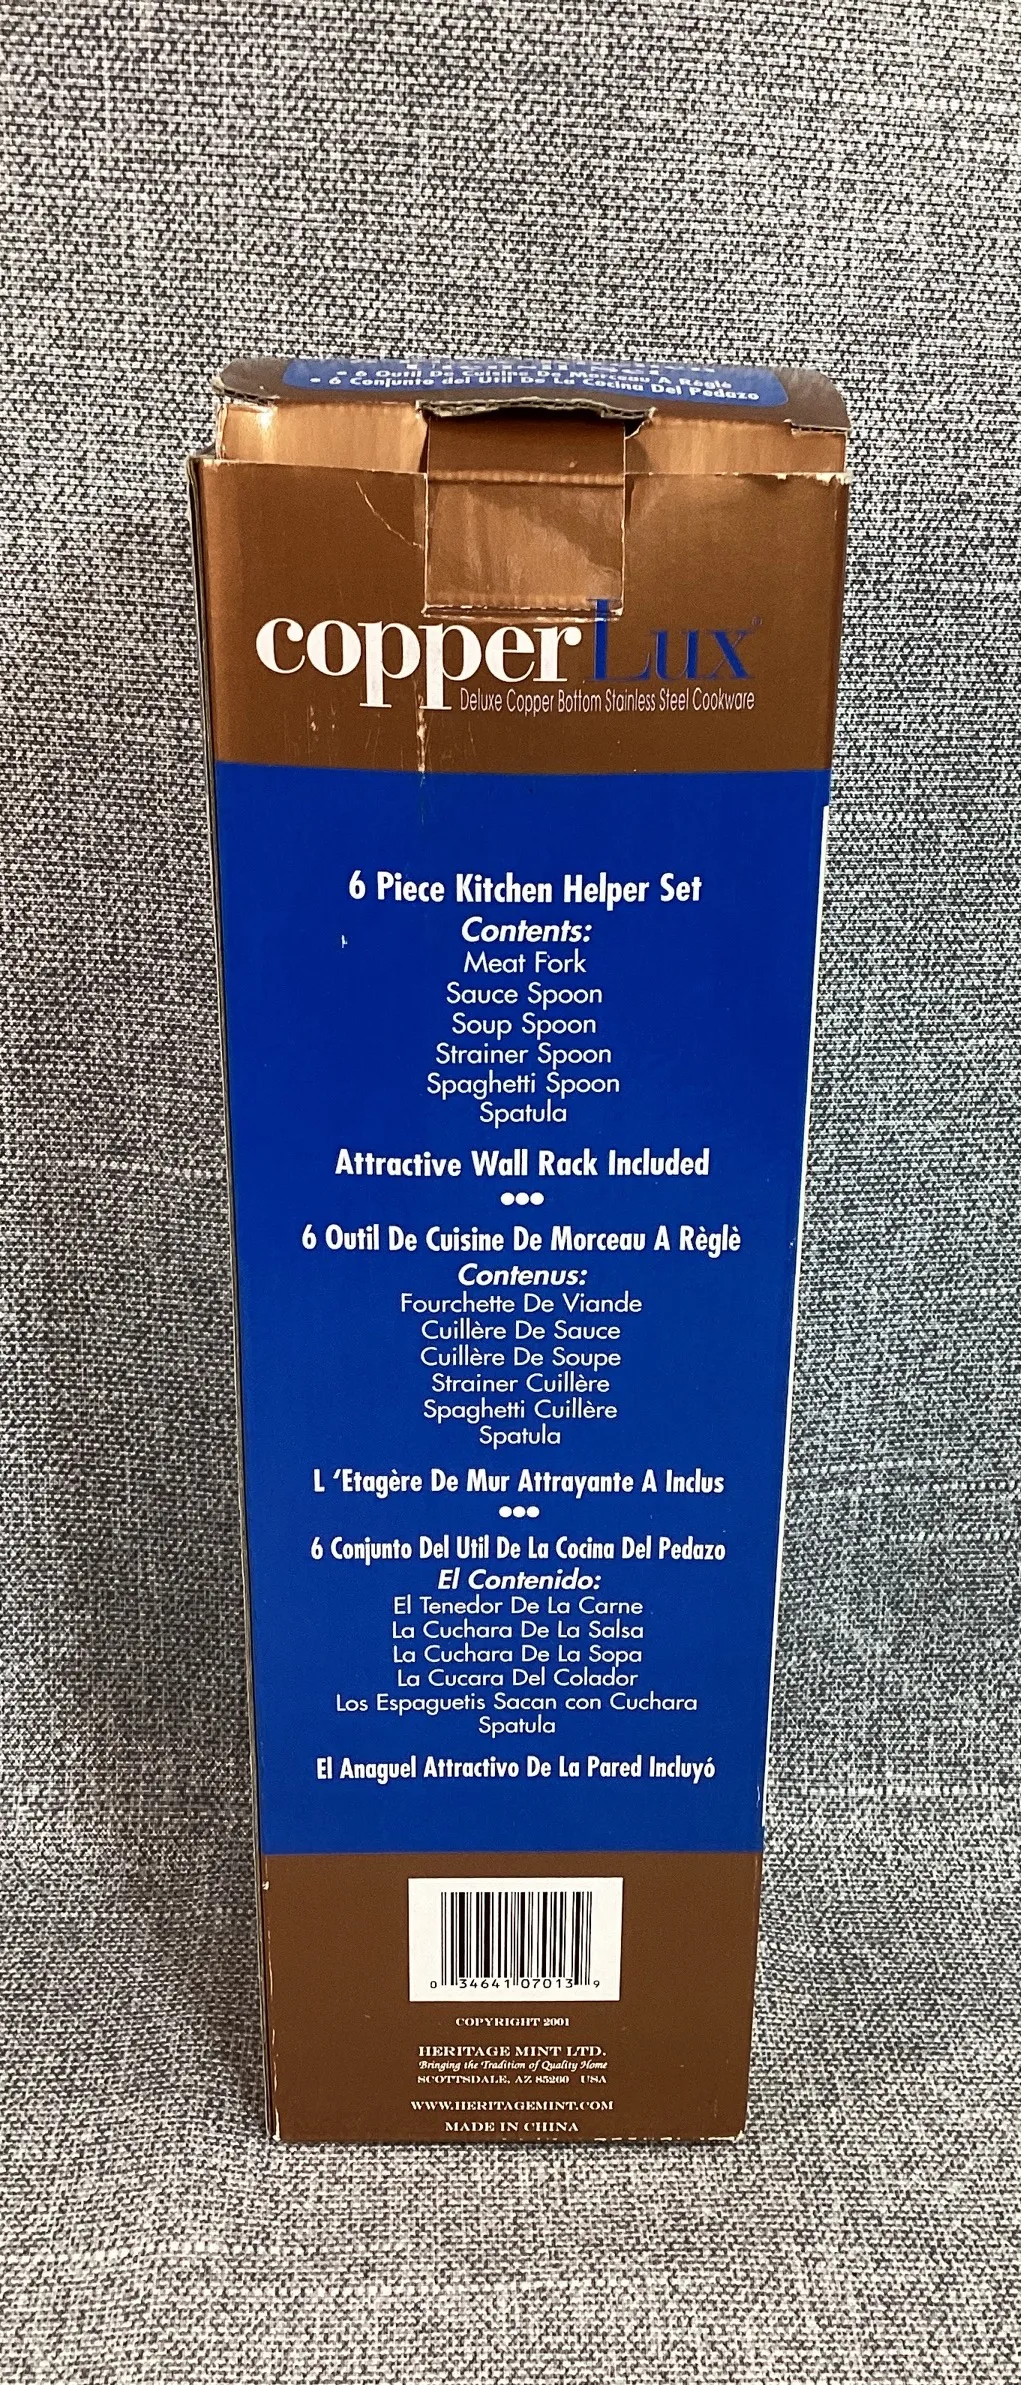 • 6 Outil De Cuisine De Morceau A Règlè
• 6 Conjunto del Util De La Cocina Del Pedazo
copperLux
Deluxe Copper Bottom Stainless Steel Cookware
6 Piece Kitchen Helper Set
Contents:
Meat Fork
Sauce Spoon
Soup Spoon
Strainer Spoon
Spaghetti Spoon
Spatula
Attractive Wall Rack Included
•••
6 Outil De Cuisine De Morceau A Règlè
Contenus:
Fourchette De Viande
Cuillère De Sauce
Cuillère De Soupe
Strainer Cuillère
Spaghetti Cuillère
Spatula
L 'Etagère De Mur Attrayante A Inclus
•••
6 Conjunto Del Util De La Cocina Del Pedazo
El Contenido:
El Tenedor De La Carne
La Cuchara De La Salsa
La Cuchara De La Sopa
La Cucara Del Colador
Los Espaguetis Sacan con Cuchara
Spatula
El Anaguel Attractivo De La Pared Incluyó
0 34641 07013 9
COPYRIGHT 2001
HERITAGE MINT LTD.
Bringing the Tradition of Quality Home
SCOTTSDALE, AZ 85260 USA
WWW.HERITAGEMINT.COM
MADE IN CHINA